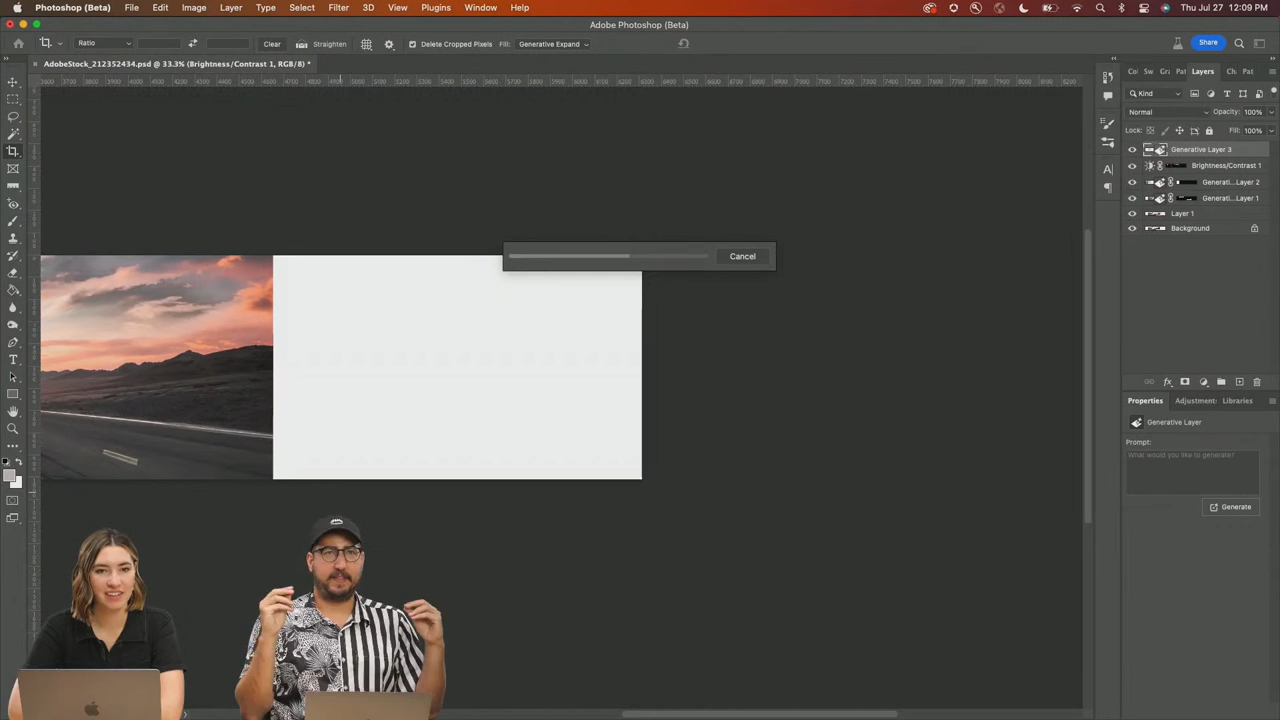 Photoshop (Beta) File Edit Image Layer Type Select Filter 3D View Plugins Window Help Thu Jul 27 12:09 PM
Adobe Photoshop (Beta)
Ratio Clear Straighten Delete Cropped Pixels Fill: Generative Expand Share
AdobeStock_212352434.psd @ 33.3% (Brightness/Contrast 1, RGB/8) *
Layers Pat
Kind
Normal Opacity: 100%
Lock: Fill: 100%
Generative Layer 3
Brightness/Contrast 1
Generati...Layer 2
Generati...Layer 1
Layer 1
Background
Cancel
Properties Adjustment: Libraries
Generative Layer
Prompt:
What would you like to generate?
Generate